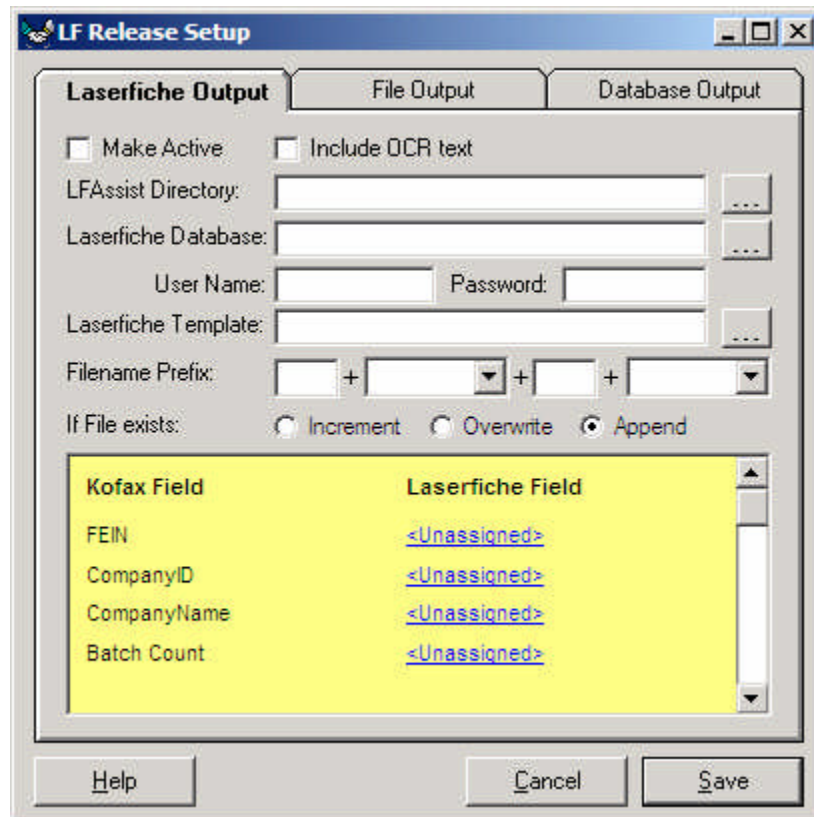 LF Release Setup
Laserfiche Output File Output Database Output
Make Active Include OCR text
LFAssist Directory: ...
Laserfiche Database: ...
User Name: Password:
Laserfiche Template: ...
Filename Prefix: + + +
If File exists: Increment Overwrite Append
Kofax Field Laserfiche Field
FEIN <Unassigned>
CompanyID <Unassigned>
CompanyName <Unassigned>
Batch Count <Unassigned>
Help Cancel Save